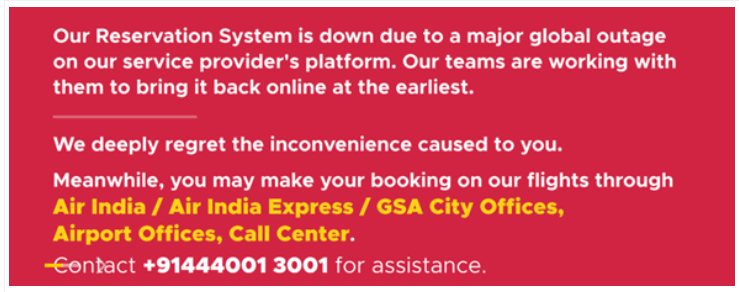 Our Reservation System is down due to a major global outage
on our service provider's platform. Our teams are working with
them to bring it back online at the earliest.
We deeply regret the inconvenience caused to you.
Meanwhile, you may make your booking on our flights through
Air India / Air India Express / GSA City Offices,
Airport Offices, Call Center.
Contact +91444001 3001 for assistance.